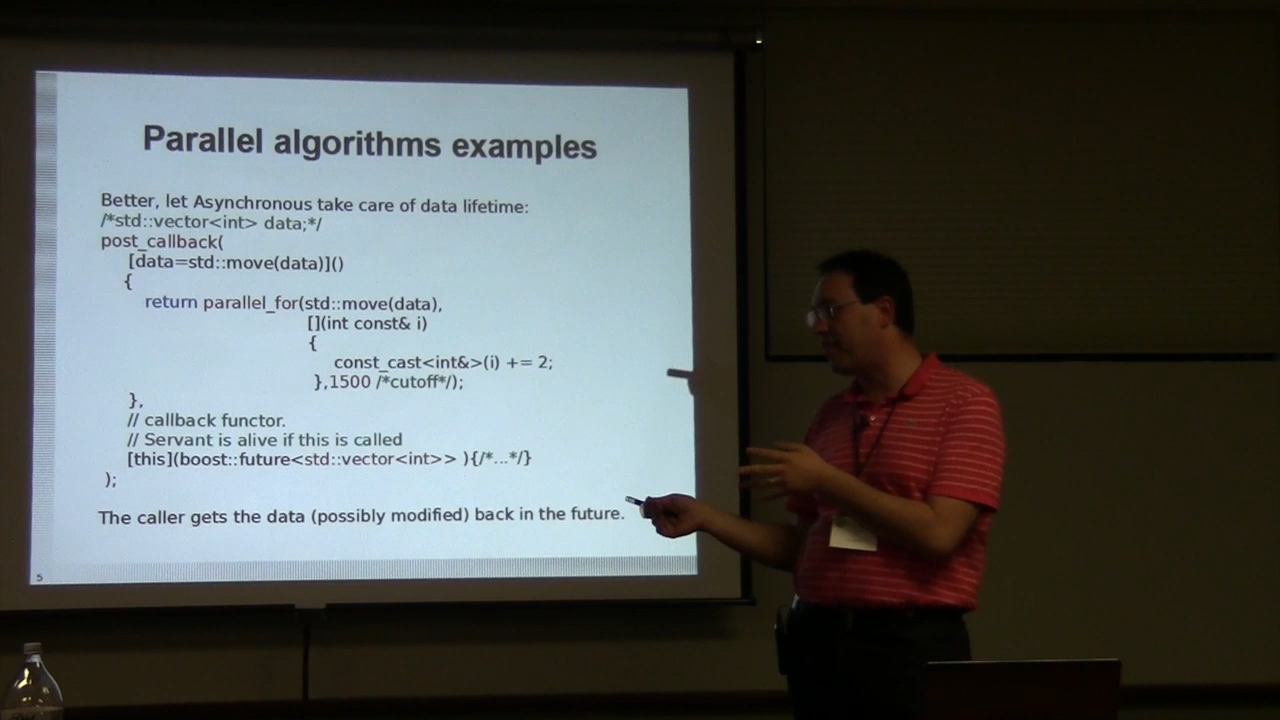 Parallel algorithms examples
Better, let Asynchronous take care of data lifetime:
/*std::vector<int> data;*/
post_callback(
[data=std::move(data)]()
{
return parallel_for(std::move(data),
[](int const& i)
{
const_cast<int&>(i) += 2;
},1500 /*cutoff*/);
},
// callback functor.
// Servant is alive if this is called
[this](boost::future<std::vector<int>> ){/*...*/}
);
The caller gets the data (possibly modified) back in the future.
5